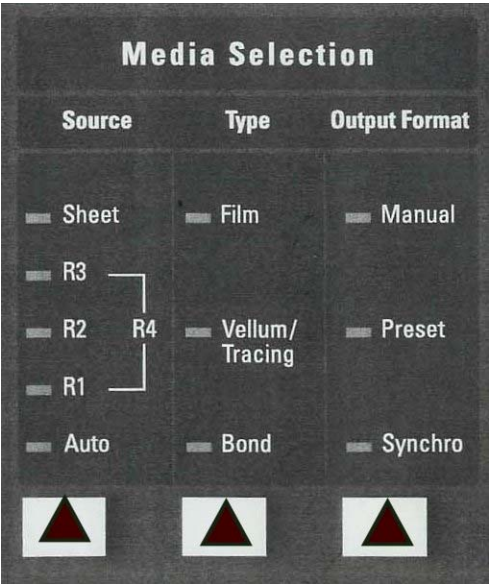 Media Selection
Source Type Output Format
Sheet Film Manual
R3
R2 R4 Vellum/ Preset
Tracing
R1
Auto Bond Synchro